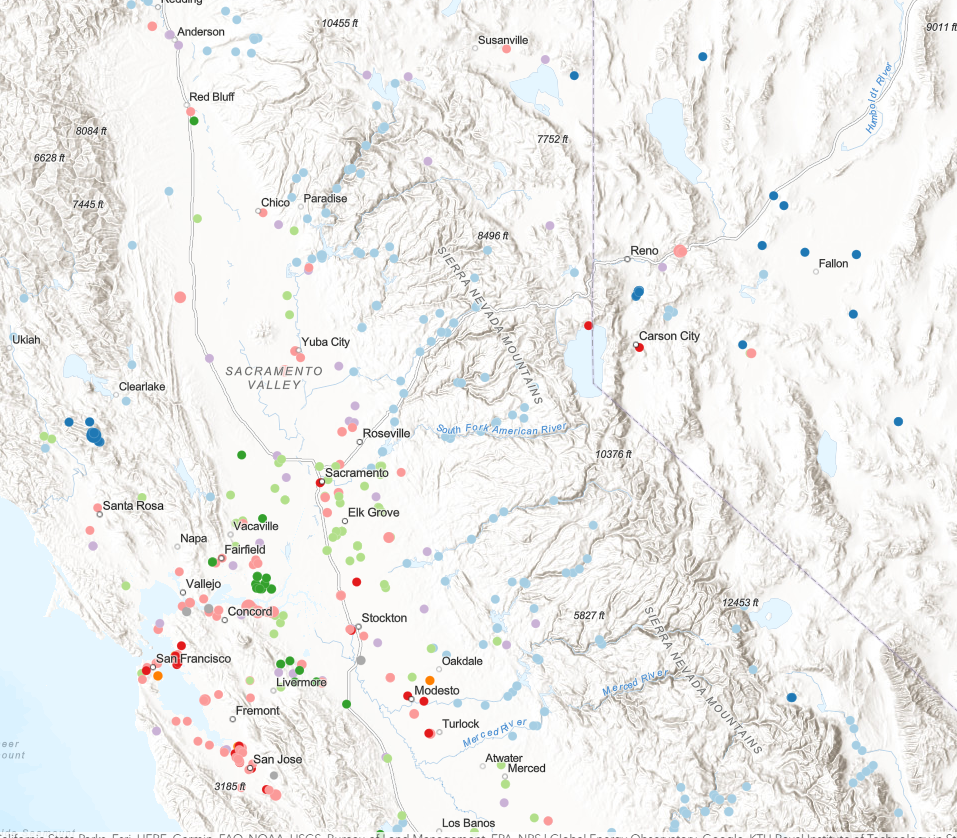 Redding
10455 ft
9011 ft
Anderson
Susanville
Humboldt River
Red Bluff
8084 ft
7752 ft
6628 ft
7445 ft
Chico
Paradise
8496 ft
Reno
Fallon
SIERRA NEVADA MOUNTAINS
Ukiah
Yuba City
Carson City
SACRAMENTO
VALLEY
Clearlake
Roseville
South Fork American River
10376 ft
Sacramento
Santa Rosa
Elk Grove
Vacaville
Napa
Fairfield
Vallejo
Concord
5827 ft
12453 ft
Stockton
SIERRA NEVADA MOUNTAINS
San Francisco
Oakdale
Livermore
Modesto
Merced River
Fremont
Turlock
Merced River
San Jose
Atwater
Merced
3185 ft
Los Banos
California State Parks, Esri, HERE, Garmin, FAO, NOAA, USGS, Bureau of Land Management, EPA, NPS | Global Energy Observatory, Google, KTH Royal Institute of Technology in